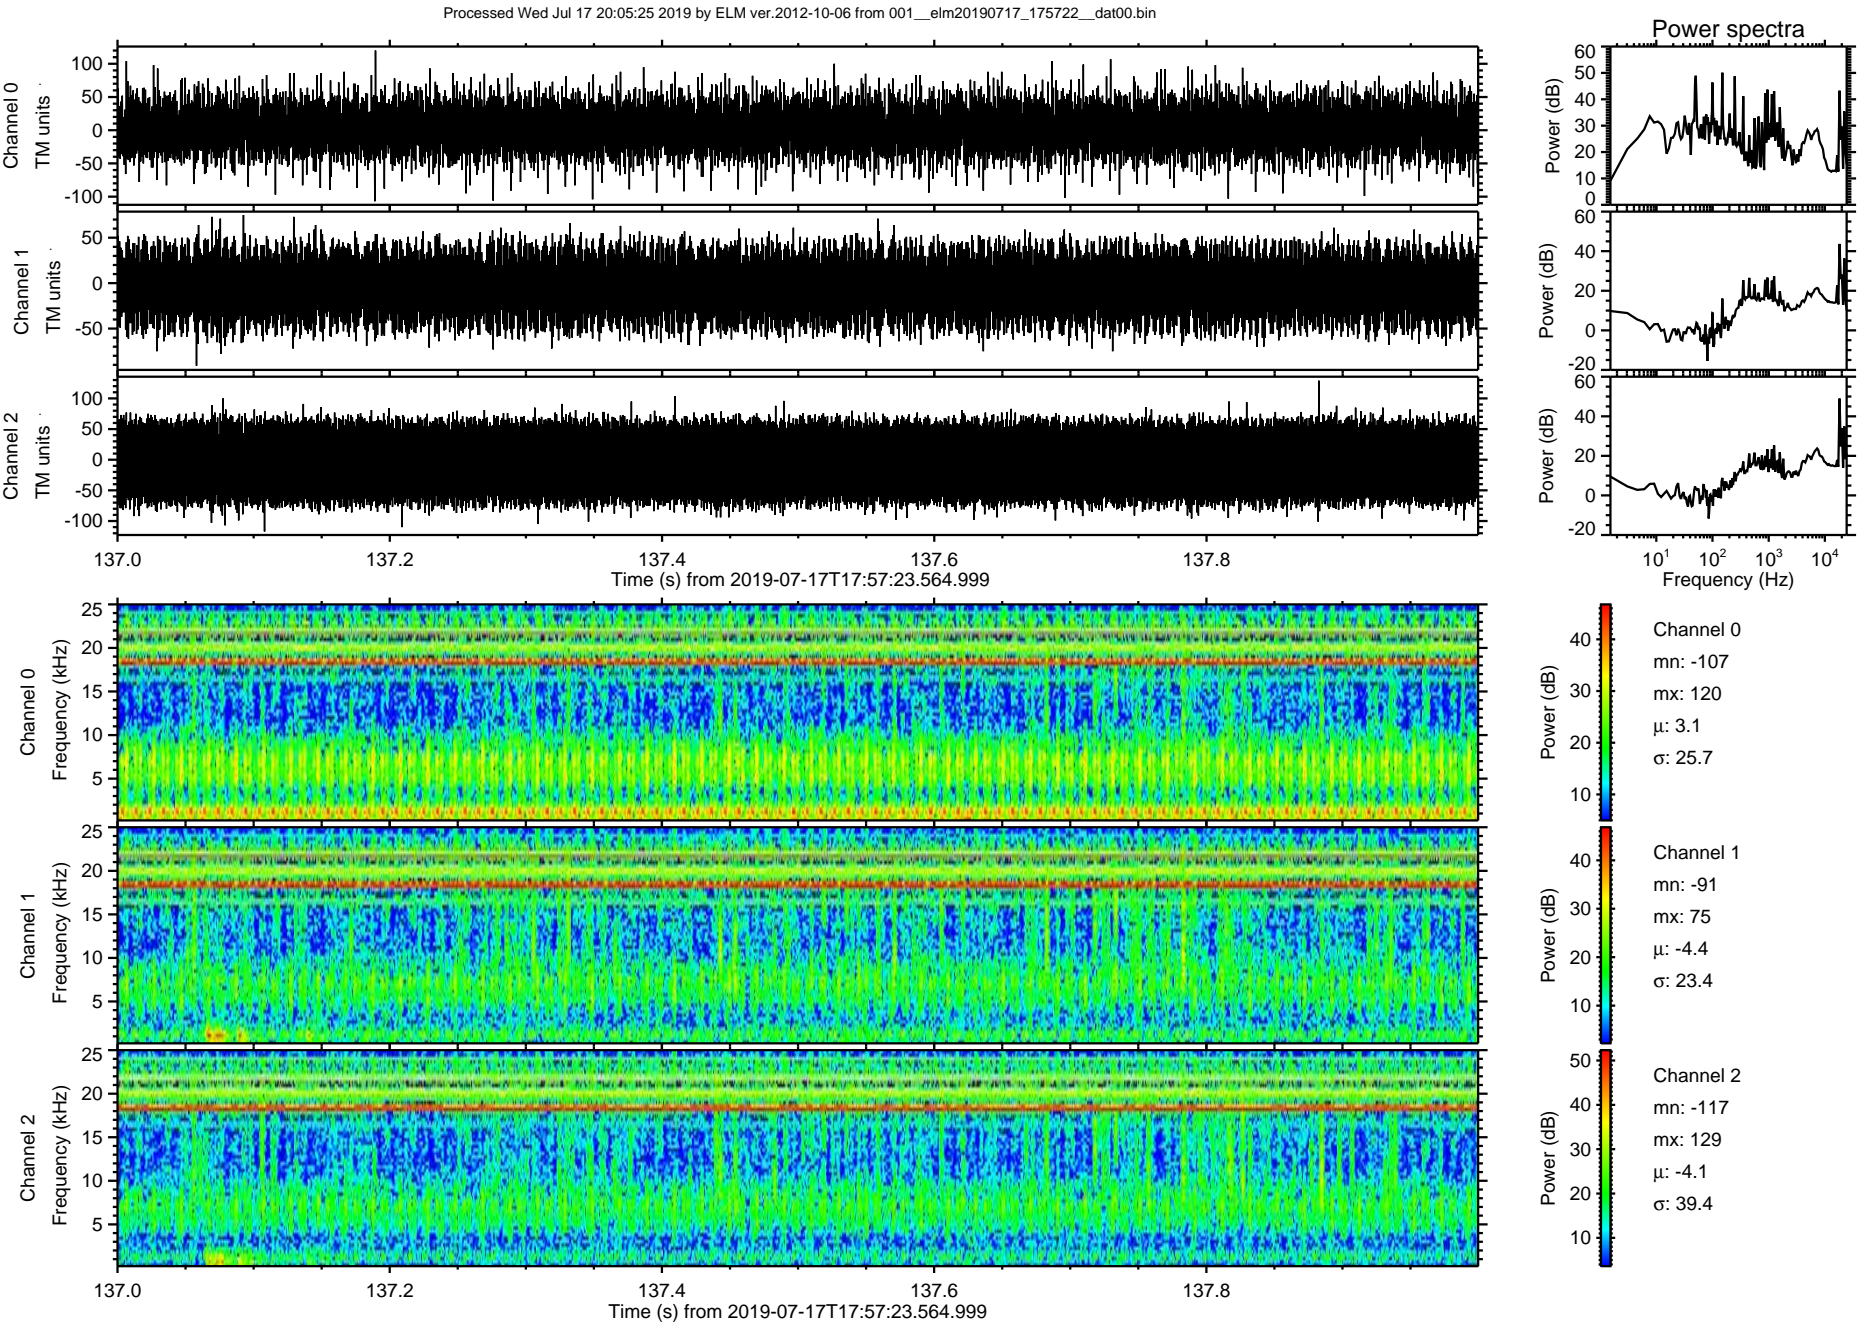 Processed Wed Jul 17 20:05:25 2019 by ELM ver.2012-10-06 from 001__elm20190717_175722__dat00.bin
Power spectra
Channel 0
TM units
100
50
0
-50
-100
Power (dB)
60
50
40
30
20
10
0
Channel 1
TM units
50
0
-50
Power (dB)
60
40
20
0
-20
Channel 2
TM units
100
50
0
-50
-100
Power (dB)
60
40
20
0
-20
137.0 137.2 137.4 137.6 137.8
Time (s) from 2019-07-17T17:57:23.564.999
10^1 10^2 10^3 10^4
Frequency (Hz)
Channel 0
Frequency (kHz)
25
20
15
10
5
Power (dB)
40
30
20
10
Channel 0
mn: -107
mx: 120
μ: 3.1
σ: 25.7
Channel 1
Frequency (kHz)
25
20
15
10
5
Power (dB)
40
30
20
10
Channel 1
mn: -91
mx: 75
μ: -4.4
σ: 23.4
Channel 2
Frequency (kHz)
25
20
15
10
5
Power (dB)
50
40
30
20
10
Channel 2
mn: -117
mx: 129
μ: -4.1
σ: 39.4
137.0 137.2 137.4 137.6 137.8
Time (s) from 2019-07-17T17:57:23.564.999